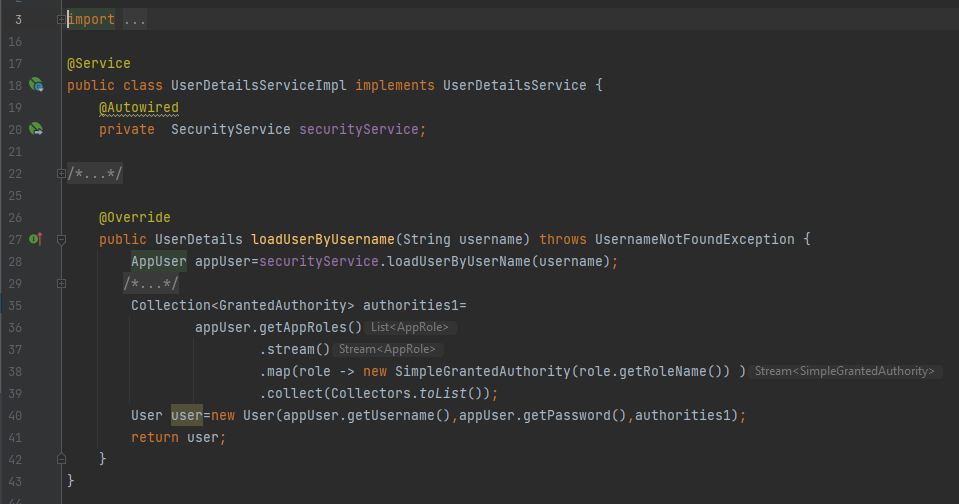 3 import ...
16
17 @Service
18 public class UserDetailsServiceImpl implements UserDetailsService {
19     @Autowired
20     private  SecurityService securityService;
21
22 /*...*/
25
26     @Override
27     public UserDetails loadUserByUsername(String username) throws UsernameNotFoundException {
28         AppUser appUser=securityService.loadUserByUserName(username);
29        /*...*/
35         Collection<GrantedAuthority> authorities1=
36                 appUser.getAppRoles() List<AppRole>
37                         .stream() Stream<AppRole>
38                         .map(role -> new SimpleGrantedAuthority(role.getRoleName()) ) Stream<SimpleGrantedAuthority>
39                         .collect(Collectors.toList());
40         User user=new User(appUser.getUsername(),appUser.getPassword(),authorities1);
41         return user;
42     }
43 }